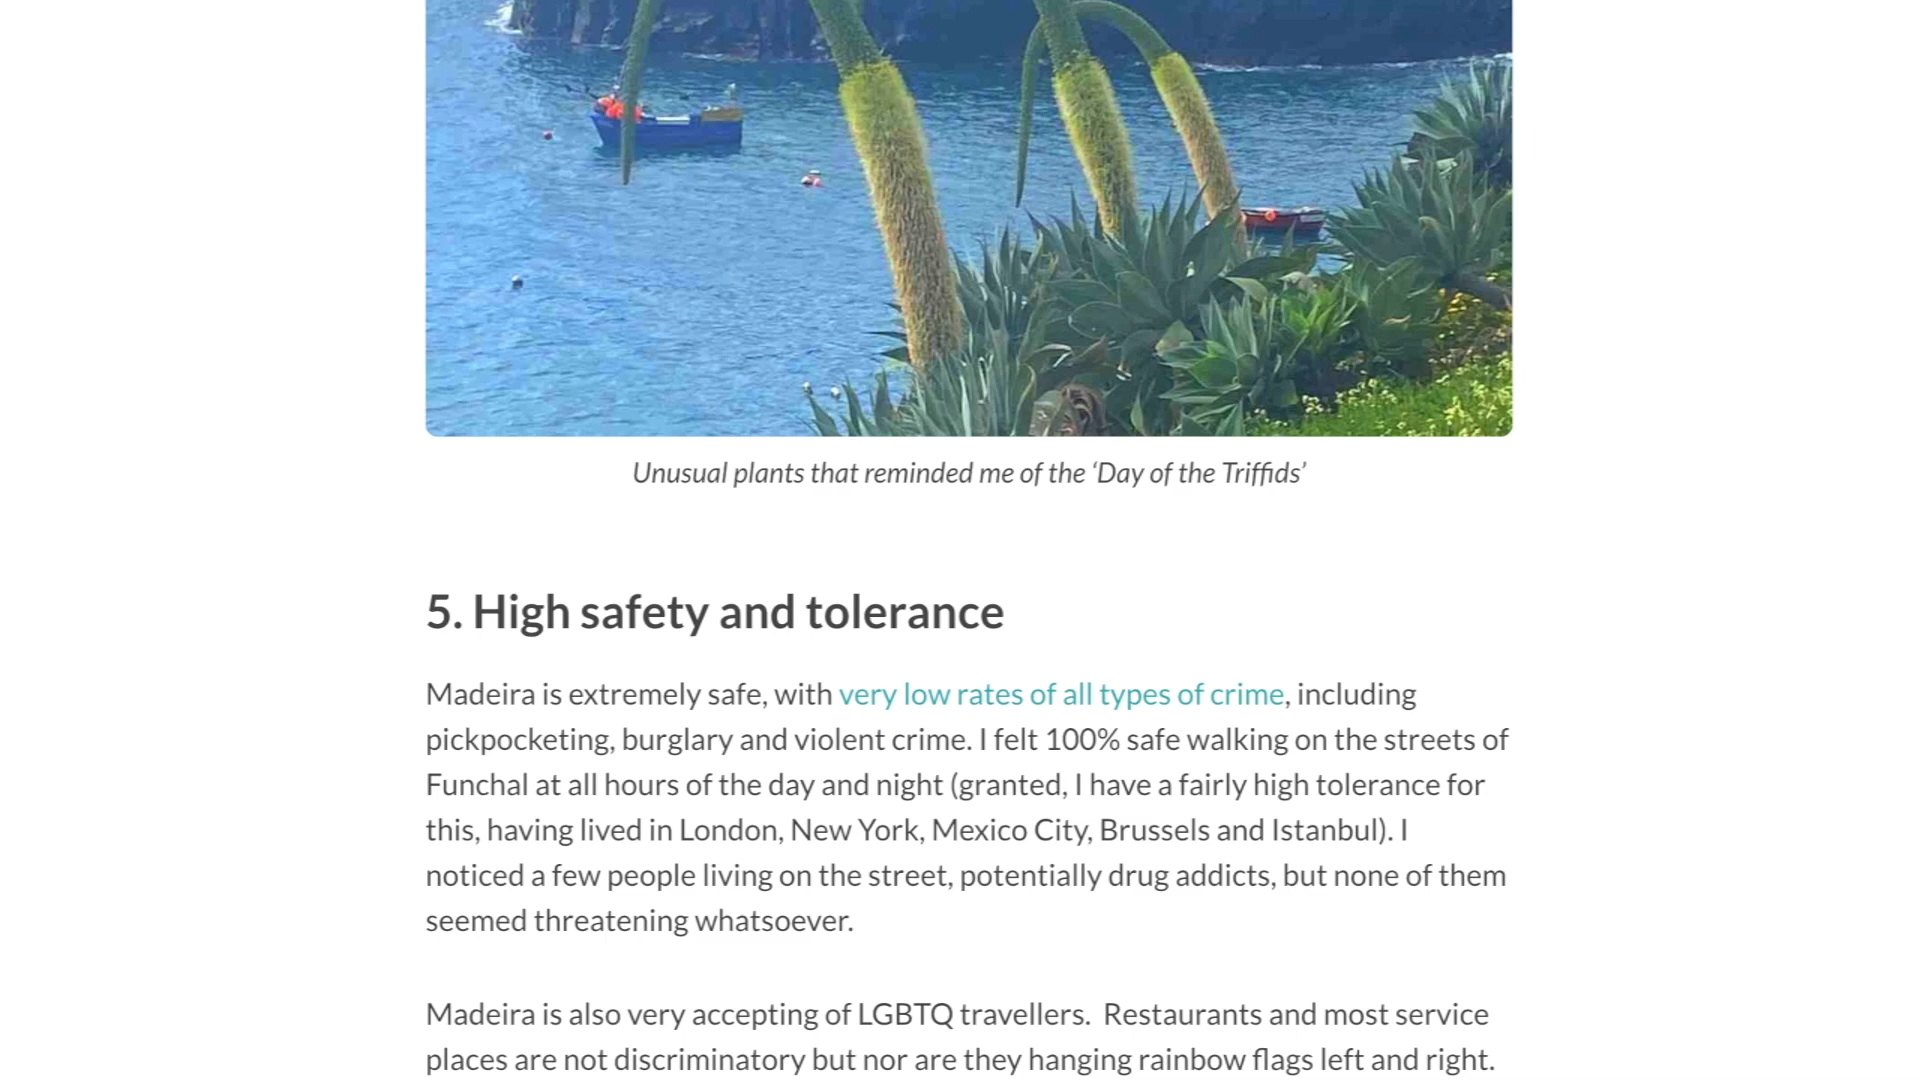 Unusual plants that reminded me of the ‘Day of the Triffids’
5. High safety and tolerance
Madeira is extremely safe, with very low rates of all types of crime, including
pickpocketing, burglary and violent crime. I felt 100% safe walking on the streets of
Funchal at all hours of the day and night (granted, I have a fairly high tolerance for
this, having lived in London, New York, Mexico City, Brussels and Istanbul). I
noticed a few people living on the street, potentially drug addicts, but none of them
seemed threatening whatsoever.
Madeira is also very accepting of LGBTQ travellers.  Restaurants and most service
places are not discriminatory but nor are they hanging rainbow flags left and right.